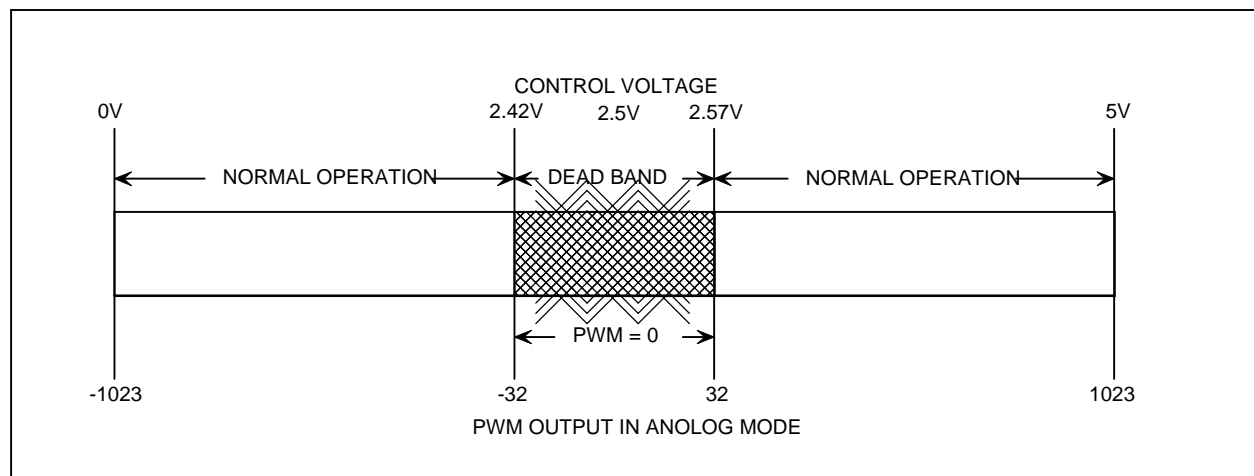 CONTROL VOLTAGE
0V 2.42V 2.5V 2.57V 5V
NORMAL OPERATION DEAD BAND NORMAL OPERATION
PWM = 0
-1023 -32 32 1023
PWM OUTPUT IN ANOLOG MODE